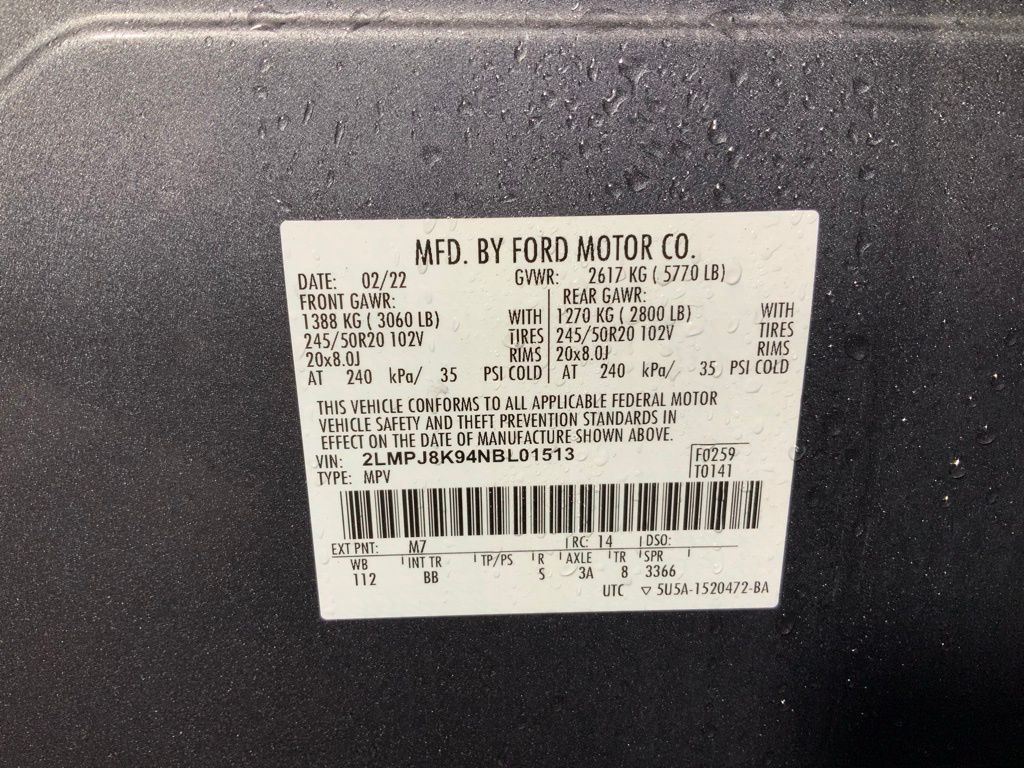 MFD. BY FORD MOTOR CO.
DATE: 02/22 GVWR: 2617 KG ( 5770 LB)
FRONT GAWR: REAR GAWR:
1388 KG ( 3060 LB) WITH 1270 KG ( 2800 LB) WITH
245/50R20 102V TIRES 245/50R20 102V TIRES
20x8.0J RIMS 20x8.0J RIMS
AT 240 kPa/ 35 PSI COLD AT 240 kPa/ 35 PSI COLD
THIS VEHICLE CONFORMS TO ALL APPLICABLE FEDERAL MOTOR
VEHICLE SAFETY AND THEFT PREVENTION STANDARDS IN
EFFECT ON THE DATE OF MANUFACTURE SHOWN ABOVE.
VIN: 2LMPJ8K94NBL01513 F0259
TYPE: MPV T0141
EXT PNT: M7 RC: 14 DSO:
WB INT TR TP/PS R AXLE TR SPR
112 BB S 3A 8 3366
UTC ▽ 5U5A-1520472-BA